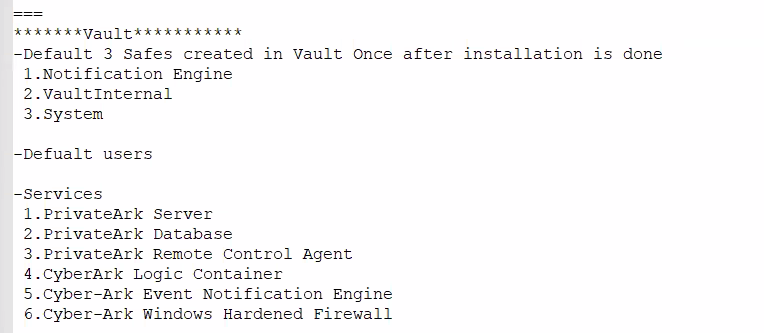 ===
*******Vault***********
-Default 3 Safes created in Vault Once after installation is done
1.Notification Engine
2.VaultInternal
3.System
-Defualt users
-Services
1.PrivateArk Server
2.PrivateArk Database
3.PrivateArk Remote Control Agent
4.CyberArk Logic Container
5.Cyber-Ark Event Notification Engine
6.Cyber-Ark Windows Hardened Firewall